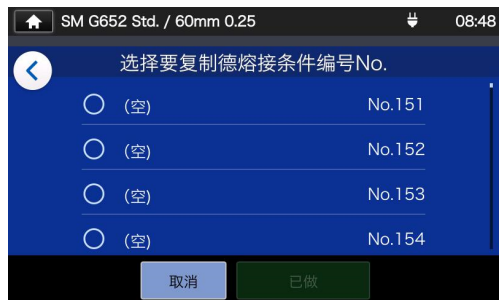 SM G652 Std. / 60mm 0.25 08:48
选择要复制德熔接条件编号No.
(空) No.151
(空) No.152
(空) No.153
(空) No.154
取消 已做